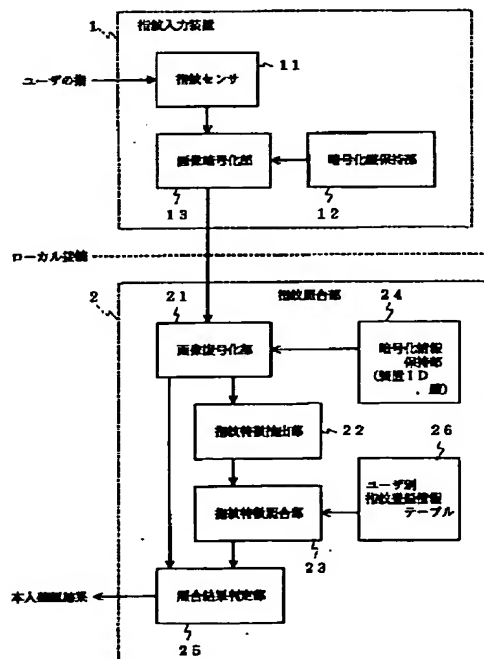 1
指紋入力装置
ユーザの指
11
指紋センサ
画像暗号化部
暗号化鍵保持部
13
12
ローカル接続
2
指紋照合部
21
24
画像復号化部
暗号化情報
保持部
(装置ID
、鍵)
指紋特徴抽出部
22
26
ユーザ別
指紋登録情報
テーブル
指紋特徴照合部
23
本人確認結果
照合結果判定部
25